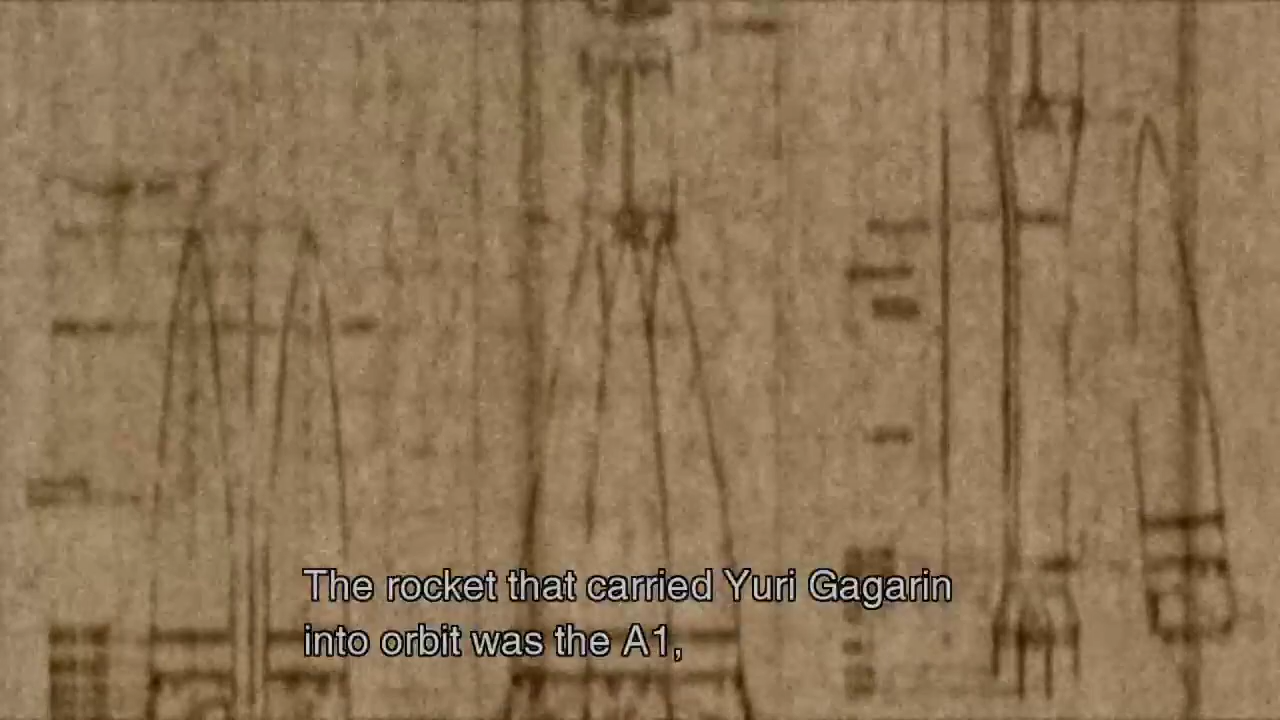 The rocket that carried Yuri Gagarin
into orbit was the A1,